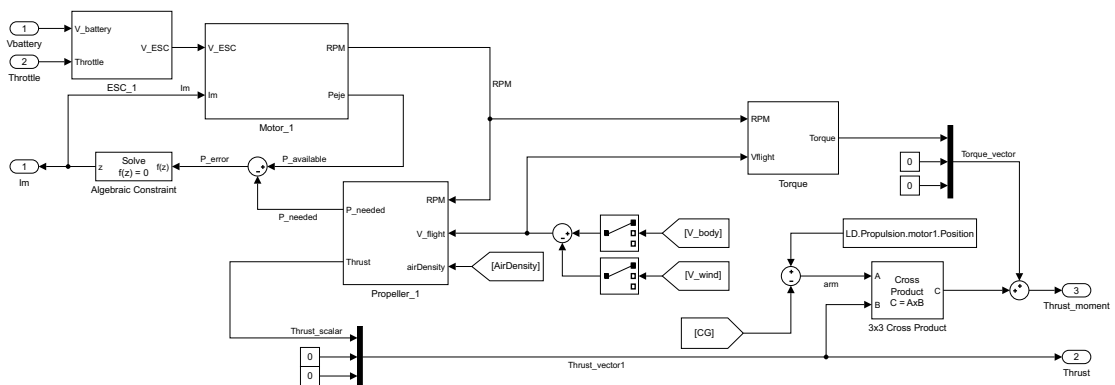 1
Vbattery
2
Throttle
V_battery
Throttle
V_ESC
ESC_1
Im
V_ESC
Im
RPM
Peje
Motor_1
RPM
1
Im
z
Solve
f(z) = 0
f(z)
Algebraic Constraint
P_error
P_available
P_needed
P_needed
Thrust
RPM
V_flight
airDensity
Propeller_1
[AirDensity]
[V_body]
[V_wind]
RPM
Vflight
Torque
Torque
0
0
Torque_vector
LD.Propulsion.motor1.Position
[CG]
arm
A
B
Cross
Product
C = AxB
C
3x3 Cross Product
3
Thrust_moment
Thrust_scalar
0
0
Thrust_vector1
2
Thrust